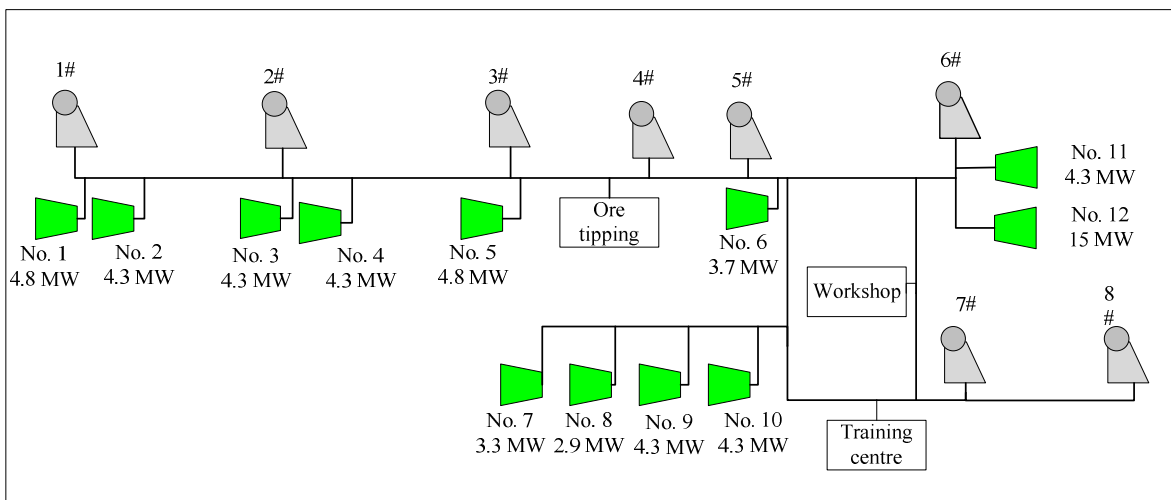 1#
2#
3#
4#
5#
6#
No. 11
4.3 MW
No. 12
15 MW
No. 1
4.8 MW
No. 2
4.3 MW
No. 3
4.3 MW
No. 4
4.3 MW
No. 5
4.8 MW
Ore
tipping
No. 6
3.7 MW
Workshop
7#
8
#
No. 7
3.3 MW
No. 8
2.9 MW
No. 9
4.3 MW
No. 10
4.3 MW
Training
centre